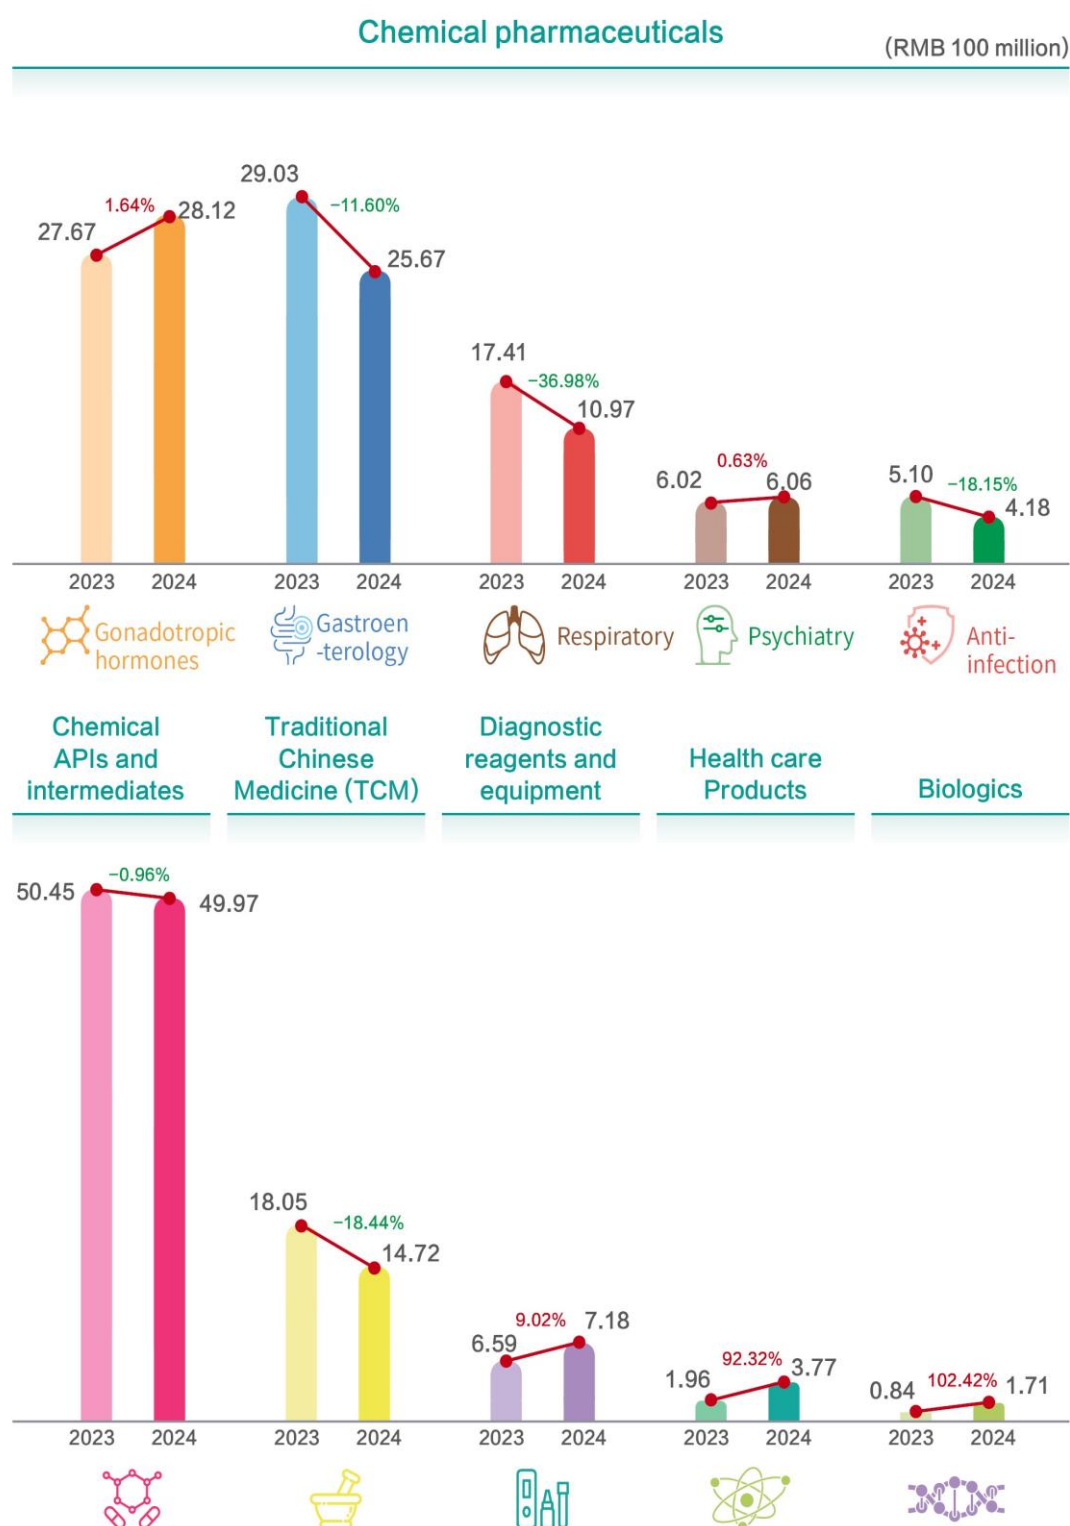 Chemical pharmaceuticals
(RMB 100 million)
29.03
1.64%
28.12
−11.60%
27.67
25.67
17.41
−36.98%
10.97
6.02
0.63%
6.06
5.10
−18.15%
4.18
2023 2024 2023 2024 2023 2024 2023 2024 2023 2024
Gonadotropic
hormones
Gastroen
-terology
Respiratory
Psychiatry
Anti-
infection
Chemical
APIs and
intermediates
Traditional
Chinese
Medicine (TCM)
Diagnostic
reagents and
equipment
Health care
Products
Biologics
50.45
−0.96%
49.97
18.05
−18.44%
14.72
6.59
9.02%
7.18
1.96
92.32%
3.77
0.84
102.42%
1.71
2023 2024 2023 2024 2023 2024 2023 2024 2023 2024